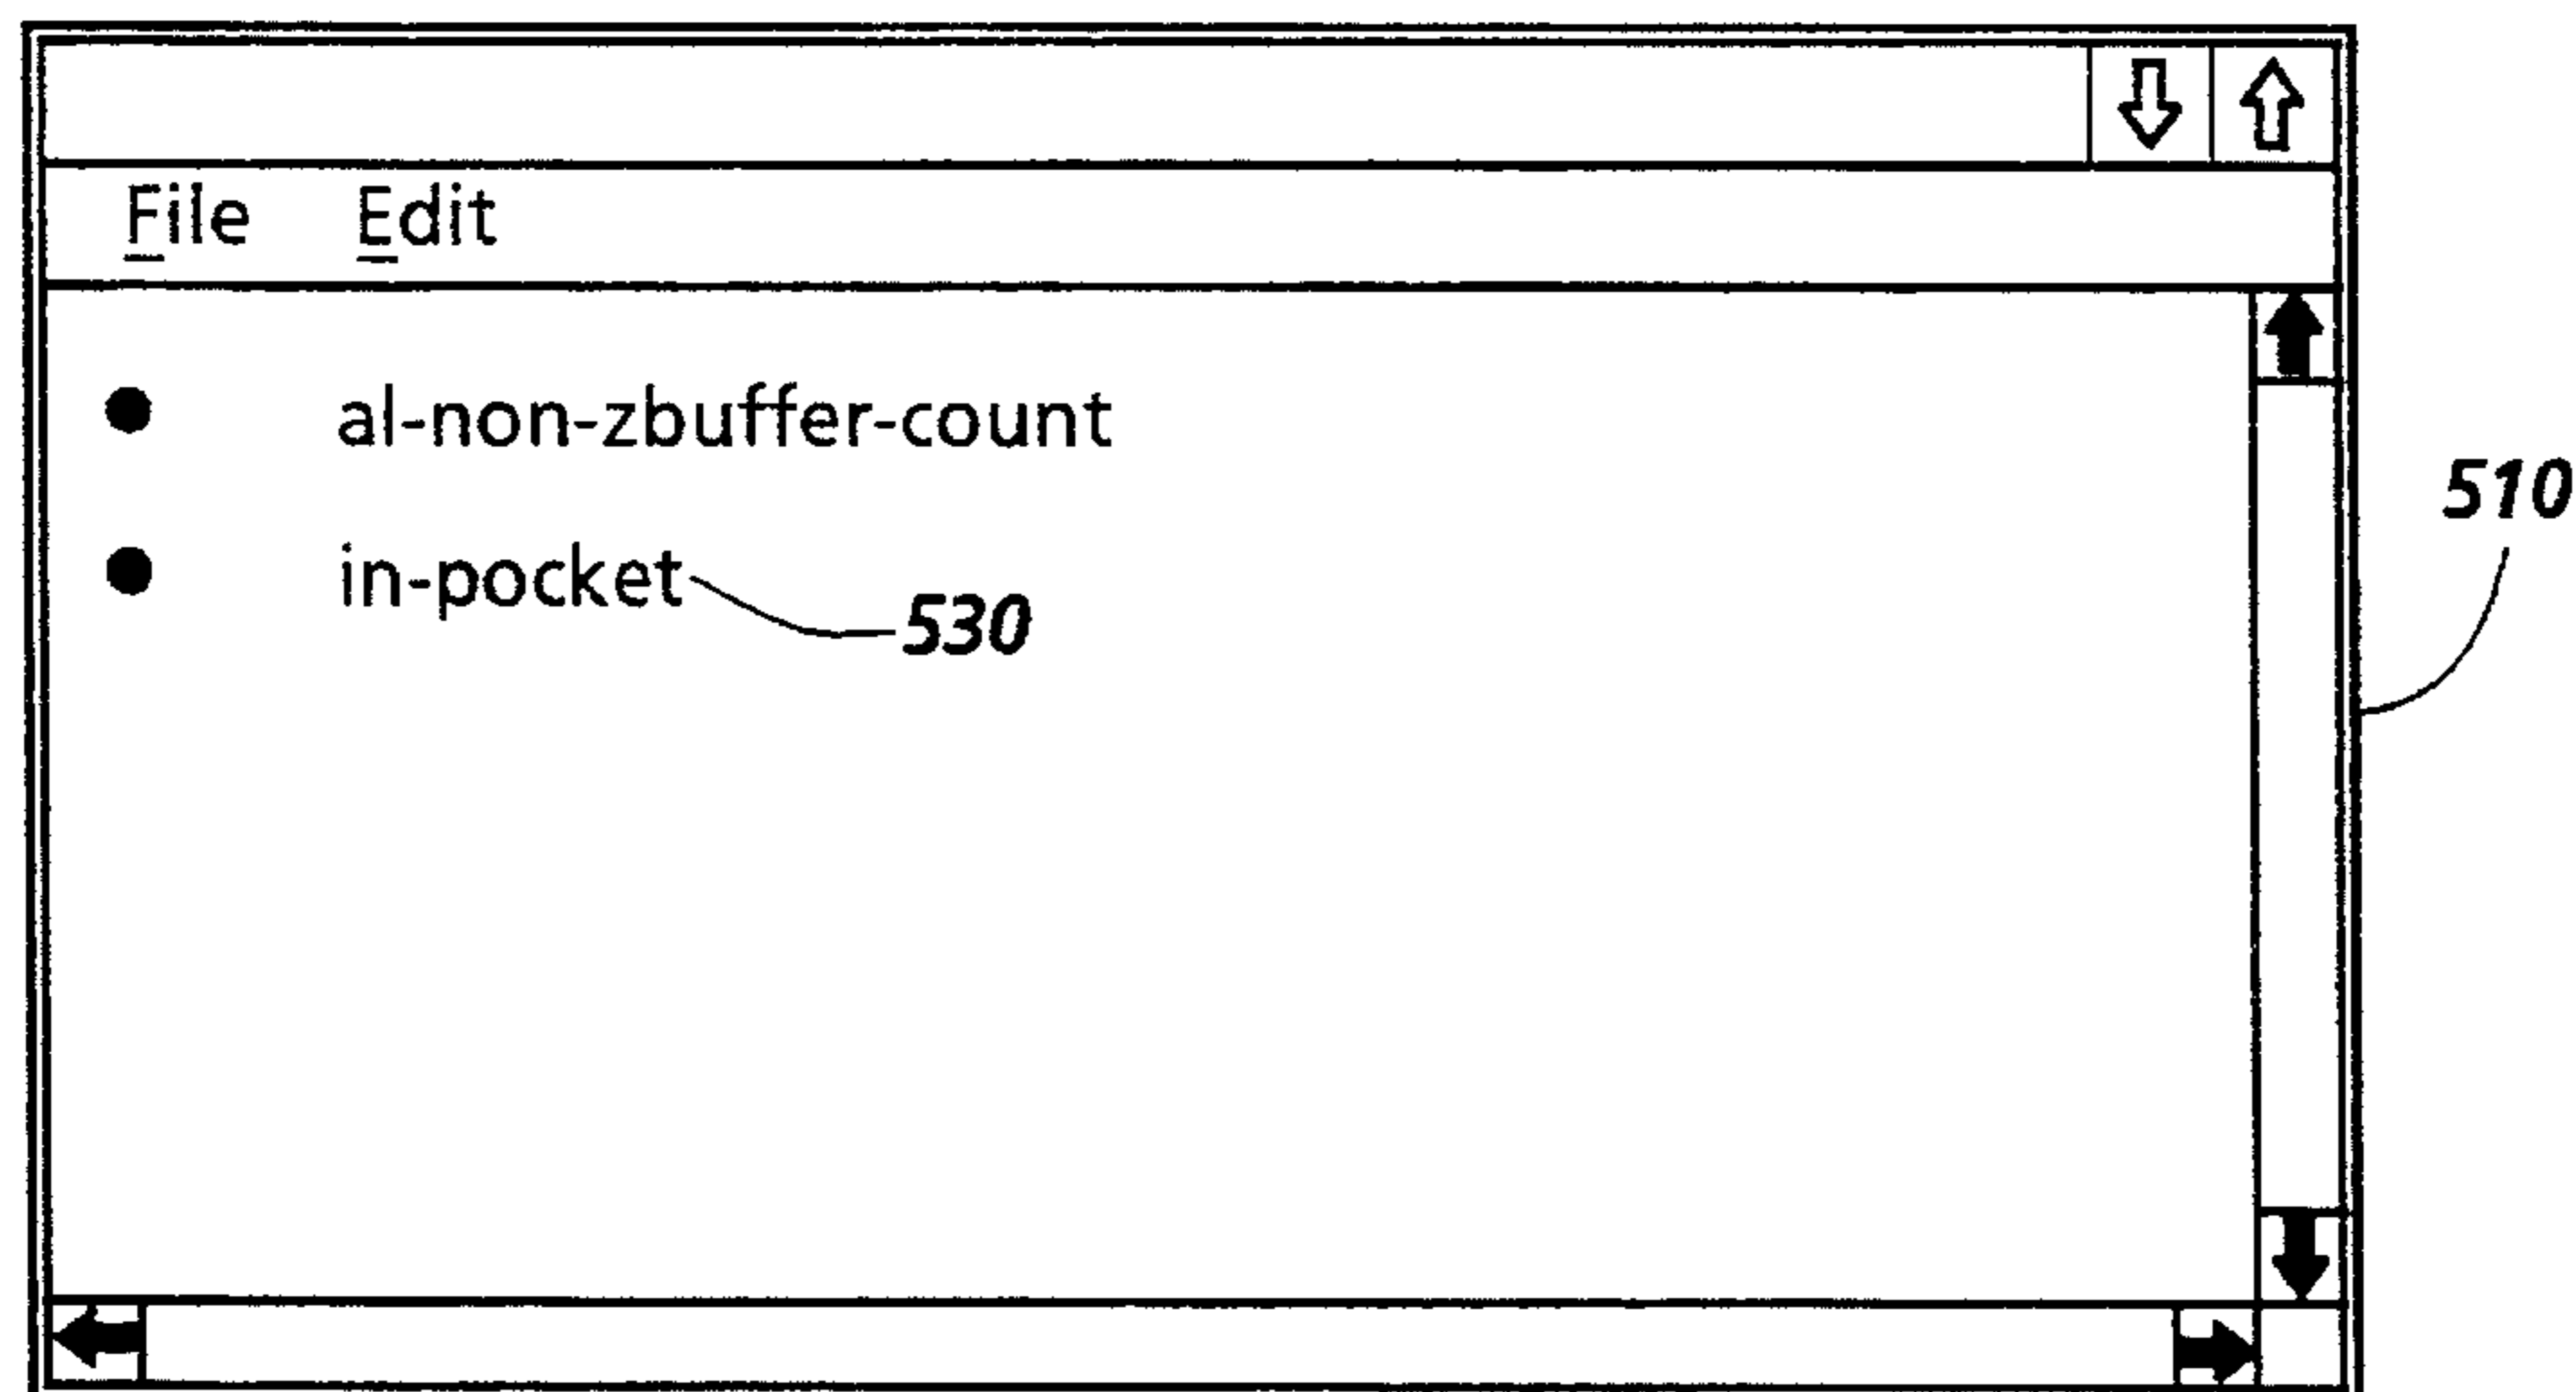 File Edit
● al-non-zbuffer-count
510
● in-pocket
530